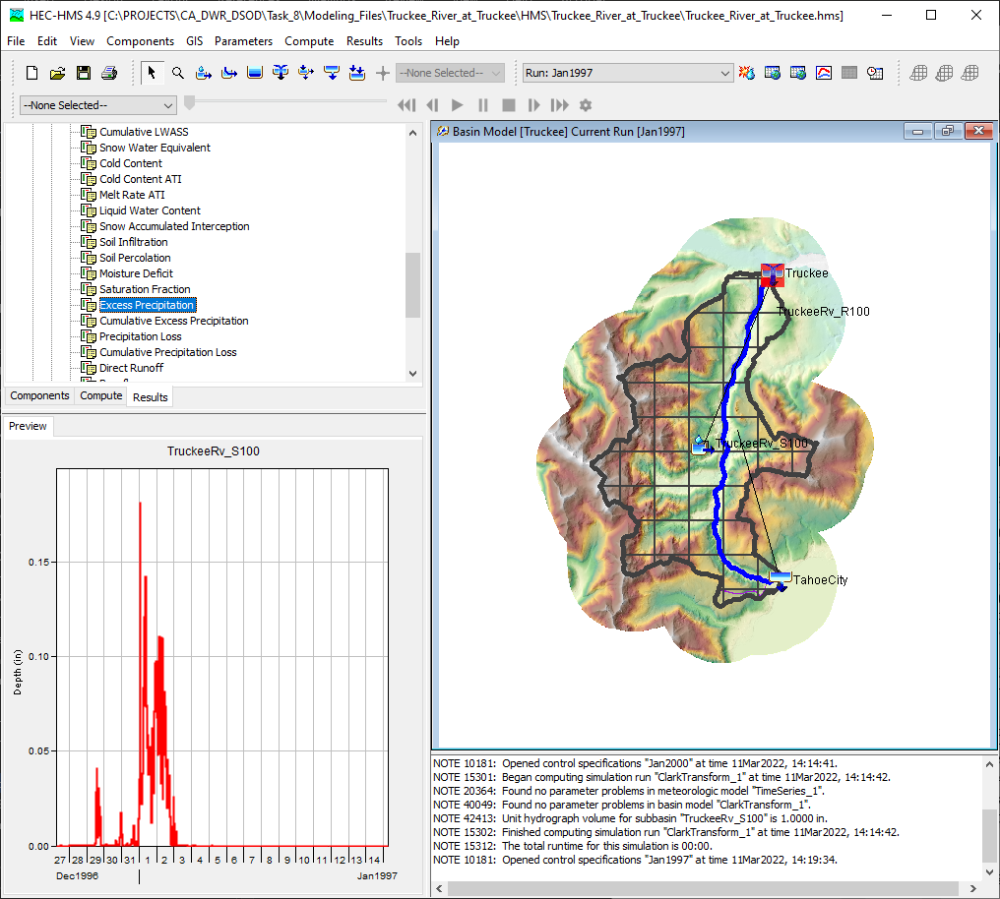 HEC-HMS 4.9 [C:\PROJECTS\CA_DWR_DSOD\Task_8\Modeling_Files\Truckee_River_at_Truckee\HMS\Truckee_River_at_Truckee\Truckee_River_at_Truckee.hms]
File Edit View Components GIS Parameters Compute Results Tools Help
--None Selected-- Run: Jan1997
--None Selected--
Cumulative LWASS
Snow Water Equivalent
Cold Content
Cold Content ATI
Melt Rate ATI
Liquid Water Content
Snow Accumulated Interception
Soil Infiltration
Soil Percolation
Moisture Deficit
Saturation Fraction
Excess Precipitation
Cumulative Excess Precipitation
Precipitation Loss
Cumulative Precipitation Loss
Direct Runoff
Components Compute Results
Preview
TruckeeRv_S100
Depth (in)
0.15
0.10
0.05
0.00
27 28 29 30 31 1 2 3 4 5 6 7 8 9 10 11 12 13 14
Dec1996 Jan1997
Basin Model [Truckee] Current Run [Jan1997]
Truckee
TruckeeRv_R100
TruckeeRv_S100
TahoeCity
NOTE 10181: Opened control specifications "Jan2000" at time 11Mar2022, 14:14:41.
NOTE 15301: Began computing simulation run "ClarkTransform_1" at time 11Mar2022, 14:14:42.
NOTE 20364: Found no parameter problems in meteorologic model "TimeSeries_1".
NOTE 40049: Found no parameter problems in basin model "ClarkTransform_1".
NOTE 42413: Unit hydrograph volume for subbasin "TruckeeRv_S100" is 1.0000 in.
NOTE 15302: Finished computing simulation run "ClarkTransform_1" at time 11Mar2022, 14:14:42.
NOTE 15312: The total runtime for this simulation is 00:00.
NOTE 10181: Opened control specifications "Jan1997" at time 11Mar2022, 14:19:34.